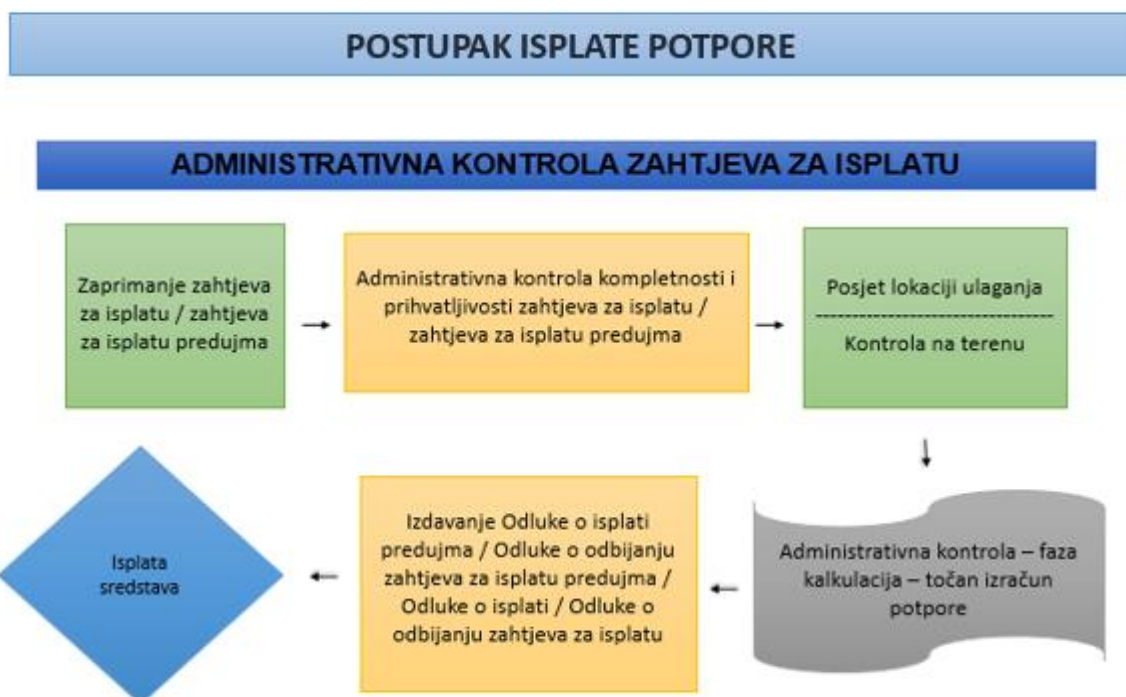 POSTUPAK ISPLATE POTPORE
ADMINISTRATIVNA KONTROLA ZAHTJEVA ZA ISPLATU
Zaprimanje zahtjeva
za isplatu / zahtjeva
za isplatu predujma
Administrativna kontrola kompletnosti i
prihvatljivosti zahtjeva za isplatu /
zahtjeva za isplatu predujma
Posjet lokaciji ulaganja
--------------------------------
Kontrola na terenu
Administrativna kontrola – faza
kalkulacija – točan izračun
potpore
Izdavanje Odluke o isplati
predujma / Odluke o odbijanju
zahtjeva za isplatu predujma /
Odluke o isplati / Odluke o
odbijanju zahtjeva za isplatu
Isplata
sredstava